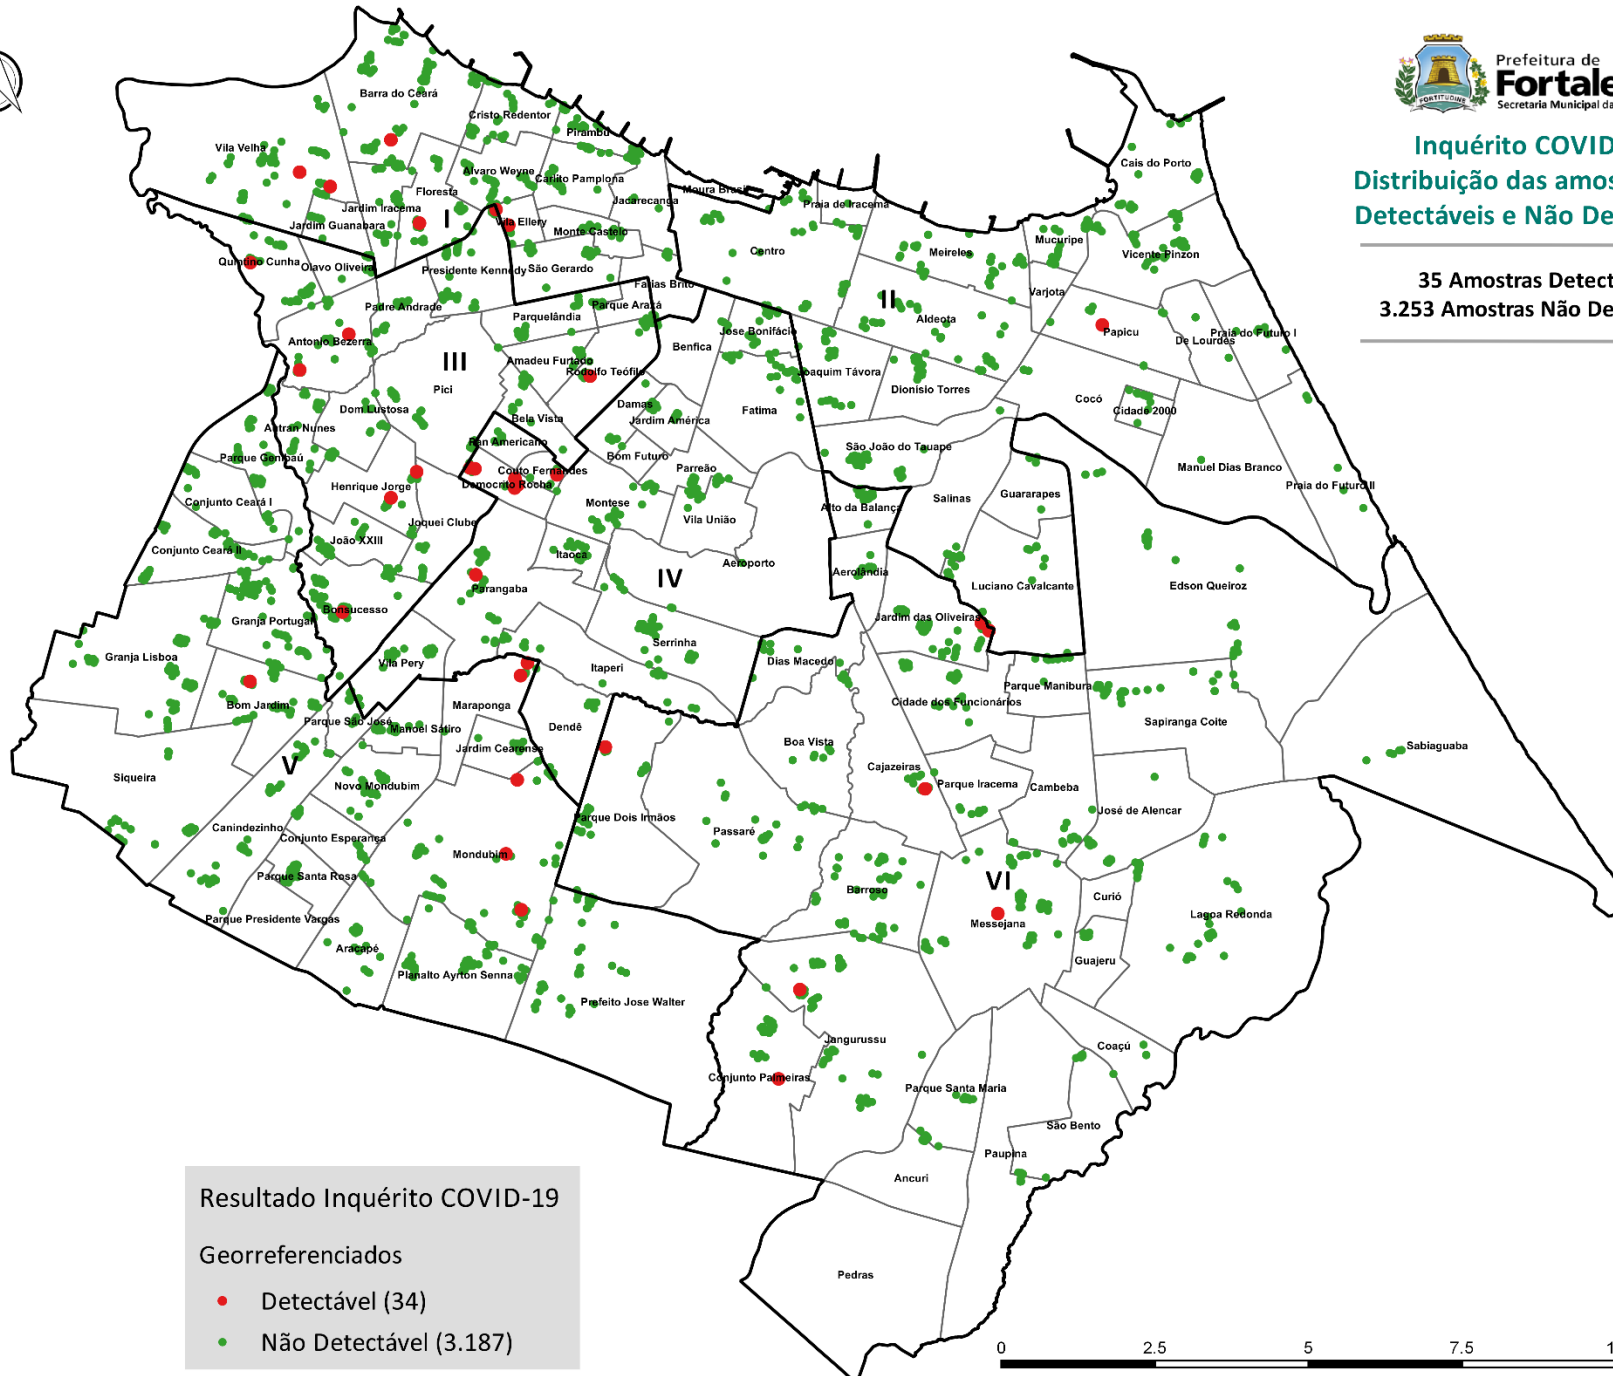 Prefeitura de
Fortale
Secretaria Municipal da
Inquérito COVID
Distribuição das amos
Detectáveis e Não De
35 Amostras Detect
3.253 Amostras Não De
Barra do Ceará
Cristo Redentor
Pirambu
Vila Velha
Cais do Porto
Alvaro Weyne
Carlito Pamplona
Floresta
Moura Brasil
Jacarecanga
Praia de Iracema
Jardim Iracema
I
Jardim Guanabara
Vila Ellery
Monte Castelo
Mucuripe
Centro
Meireles
Vicente Pinzon
Quintino Cunha
Olavo Oliveira
Presidente Kennedy
São Gerardo
Farias Brito
Varjota
II
Padre Andrade
Parque Araxá
Parquelândia
Aldeota
Jose Bonifácio
Papicu
Praia do Futuro I
De Lourdes
Antonio Bezerra
Benfica
III
Amadeu Furtado
Rodolfo Teófilo
Joaquim Távora
Pici
Dionisio Torres
Cocó
Damas
Dom Lustosa
Fatima
Cidade 2000
Bela Vista
Jardim América
Autran Nunes
Pan Americano
São João do Tauape
Parque Genibaú
Bom Futuro
Couto Fernandes
Parreão
Manuel Dias Branco
Henrique Jorge
Democrito Rocha
Praia do Futuro II
Conjunto Ceará I
Montese
Salinas
Guararapes
Alto da Balança
Joquei Clube
Vila União
João XXIII
Conjunto Ceará II
Itaoca
Aeroporto
IV
Aerolândia
Parangaba
Luciano Cavalcante
Edson Queiroz
Bonsucesso
Granja Portugal
Jardim das Oliveiras
Serrinha
Granja Lisboa
Vila Pery
Itaperi
Dias Macedo
Parque Manibura
Bom Jardim
Maraponga
Cidade dos Funcionários
Parque São José
Manoel Sátiro
Dendê
Sapiranga Coite
Jardim Cearense
Boa Vista
Sabiaguaba
V
Siqueira
Cajazeiras
Novo Mondubim
Parque Iracema
Cambeba
José de Alencar
Parque Dois Irmãos
Canindezinho
Passaré
Conjunto Esperança
Mondubim
Parque Santa Rosa
VI
Barroso
Curió
Parque Presidente Vargas
Messejana
Lagoa Redonda
Aracapé
Guajeru
Planalto Ayrton Senna
Prefeito Jose Walter
Jangurussu
Coaçú
Conjunto Palmeiras
Parque Santa Maria
São Bento
Paupina
Ancuri
Pedras
Resultado Inquérito COVID-19
Georreferenciados
Detectável (34)
Não Detectável (3.187)
0 2.5 5 7.5 1